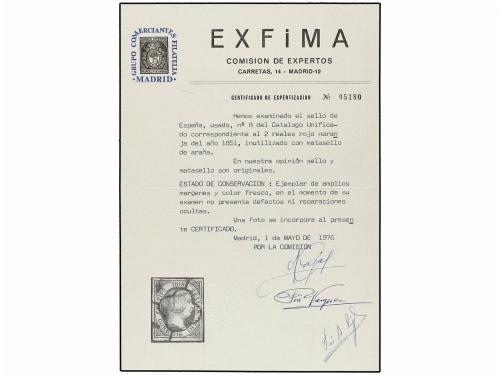 GRUPO COMERCIANTES FILATELIA
·MADRID·
EXFiMA
COMISION DE EXPERTOS
CARRETAS, 14 - MADRID-12
CERTIFICADO DE EXPERTIZACION № 05180
Hemos examinado el sello de
España, usado, nº 8 del Catalogo Unifica-
do correspondiente al 2 reales rojo naran
ja del año 1851, inutilizado con matasello
de araña.
En nuestra opinión sello y
matasello son originales.
ESTADO DE CONSERVACION : Ejemplar de amplios
margenes y color fresco, en el momento de su
examen no presenta defectos ni reparaciones
ocultas.
Una foto se incorpora al presen
te CERTIFICADO.
Madrid, 1 de MAYO de 1976
POR LA COMISION